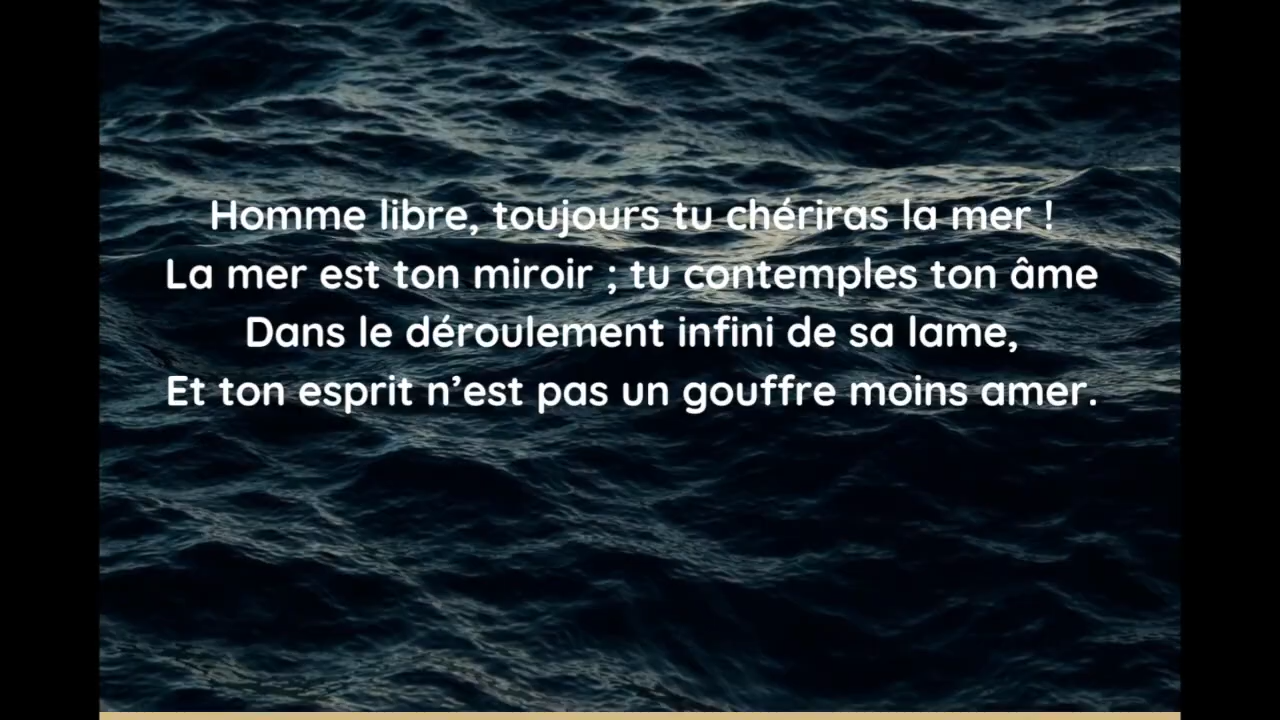 Homme libre, toujours tu chériras la mer !
La mer est ton miroir ; tu contemples ton âme
Dans le déroulement infini de sa lame,
Et ton esprit n’est pas un gouffre moins amer.